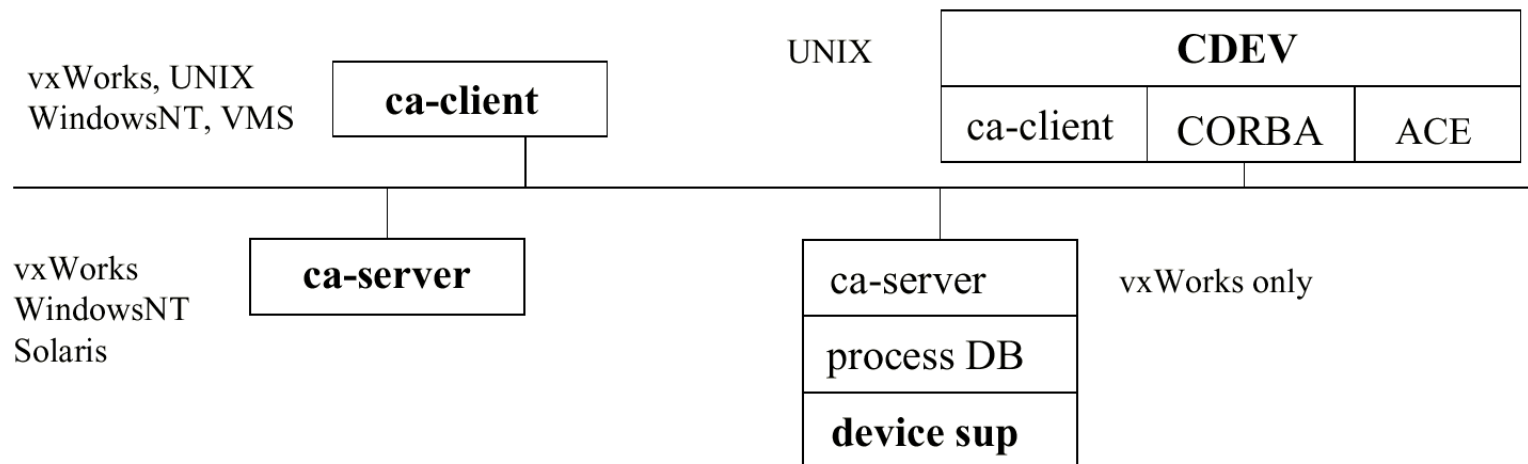 vxWorks, UNIX
WindowsNT, VMS
ca-client
UNIX
CDEV
ca-client
CORBA
ACE
vxWorks
WindowsNT
Solaris
ca-server
ca-server
process DB
device sup
vxWorks only